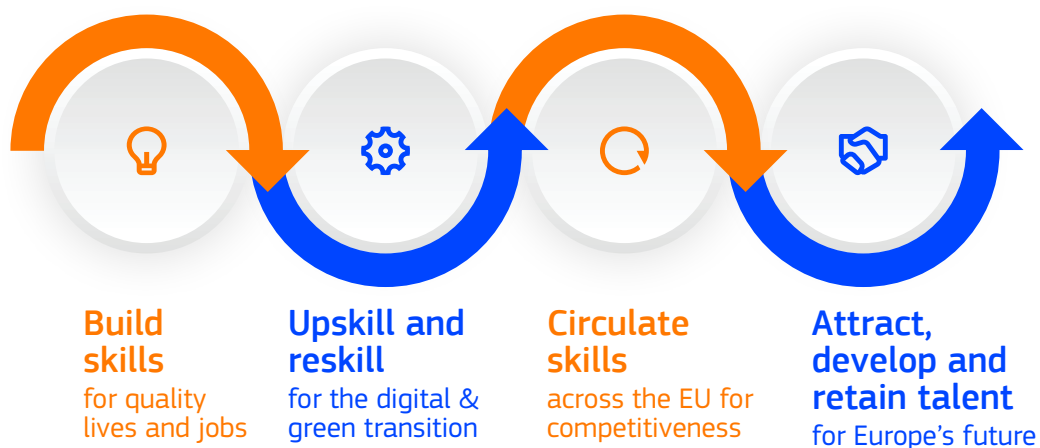 Build
skills
for quality
lives and jobs
Upskill and
reskill
for the digital &
green transition
Circulate
skills
across the EU for
competitiveness
Attract,
develop and
retain talent
for Europe's future